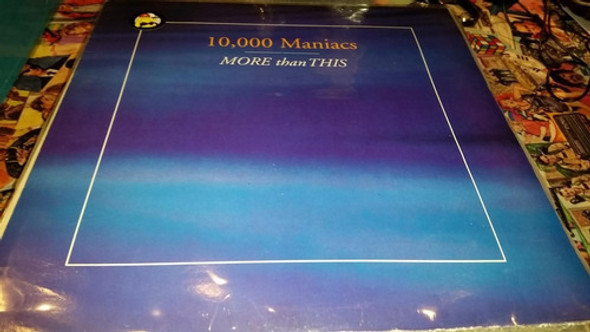 10,000 Maniacs
MORE than THIS